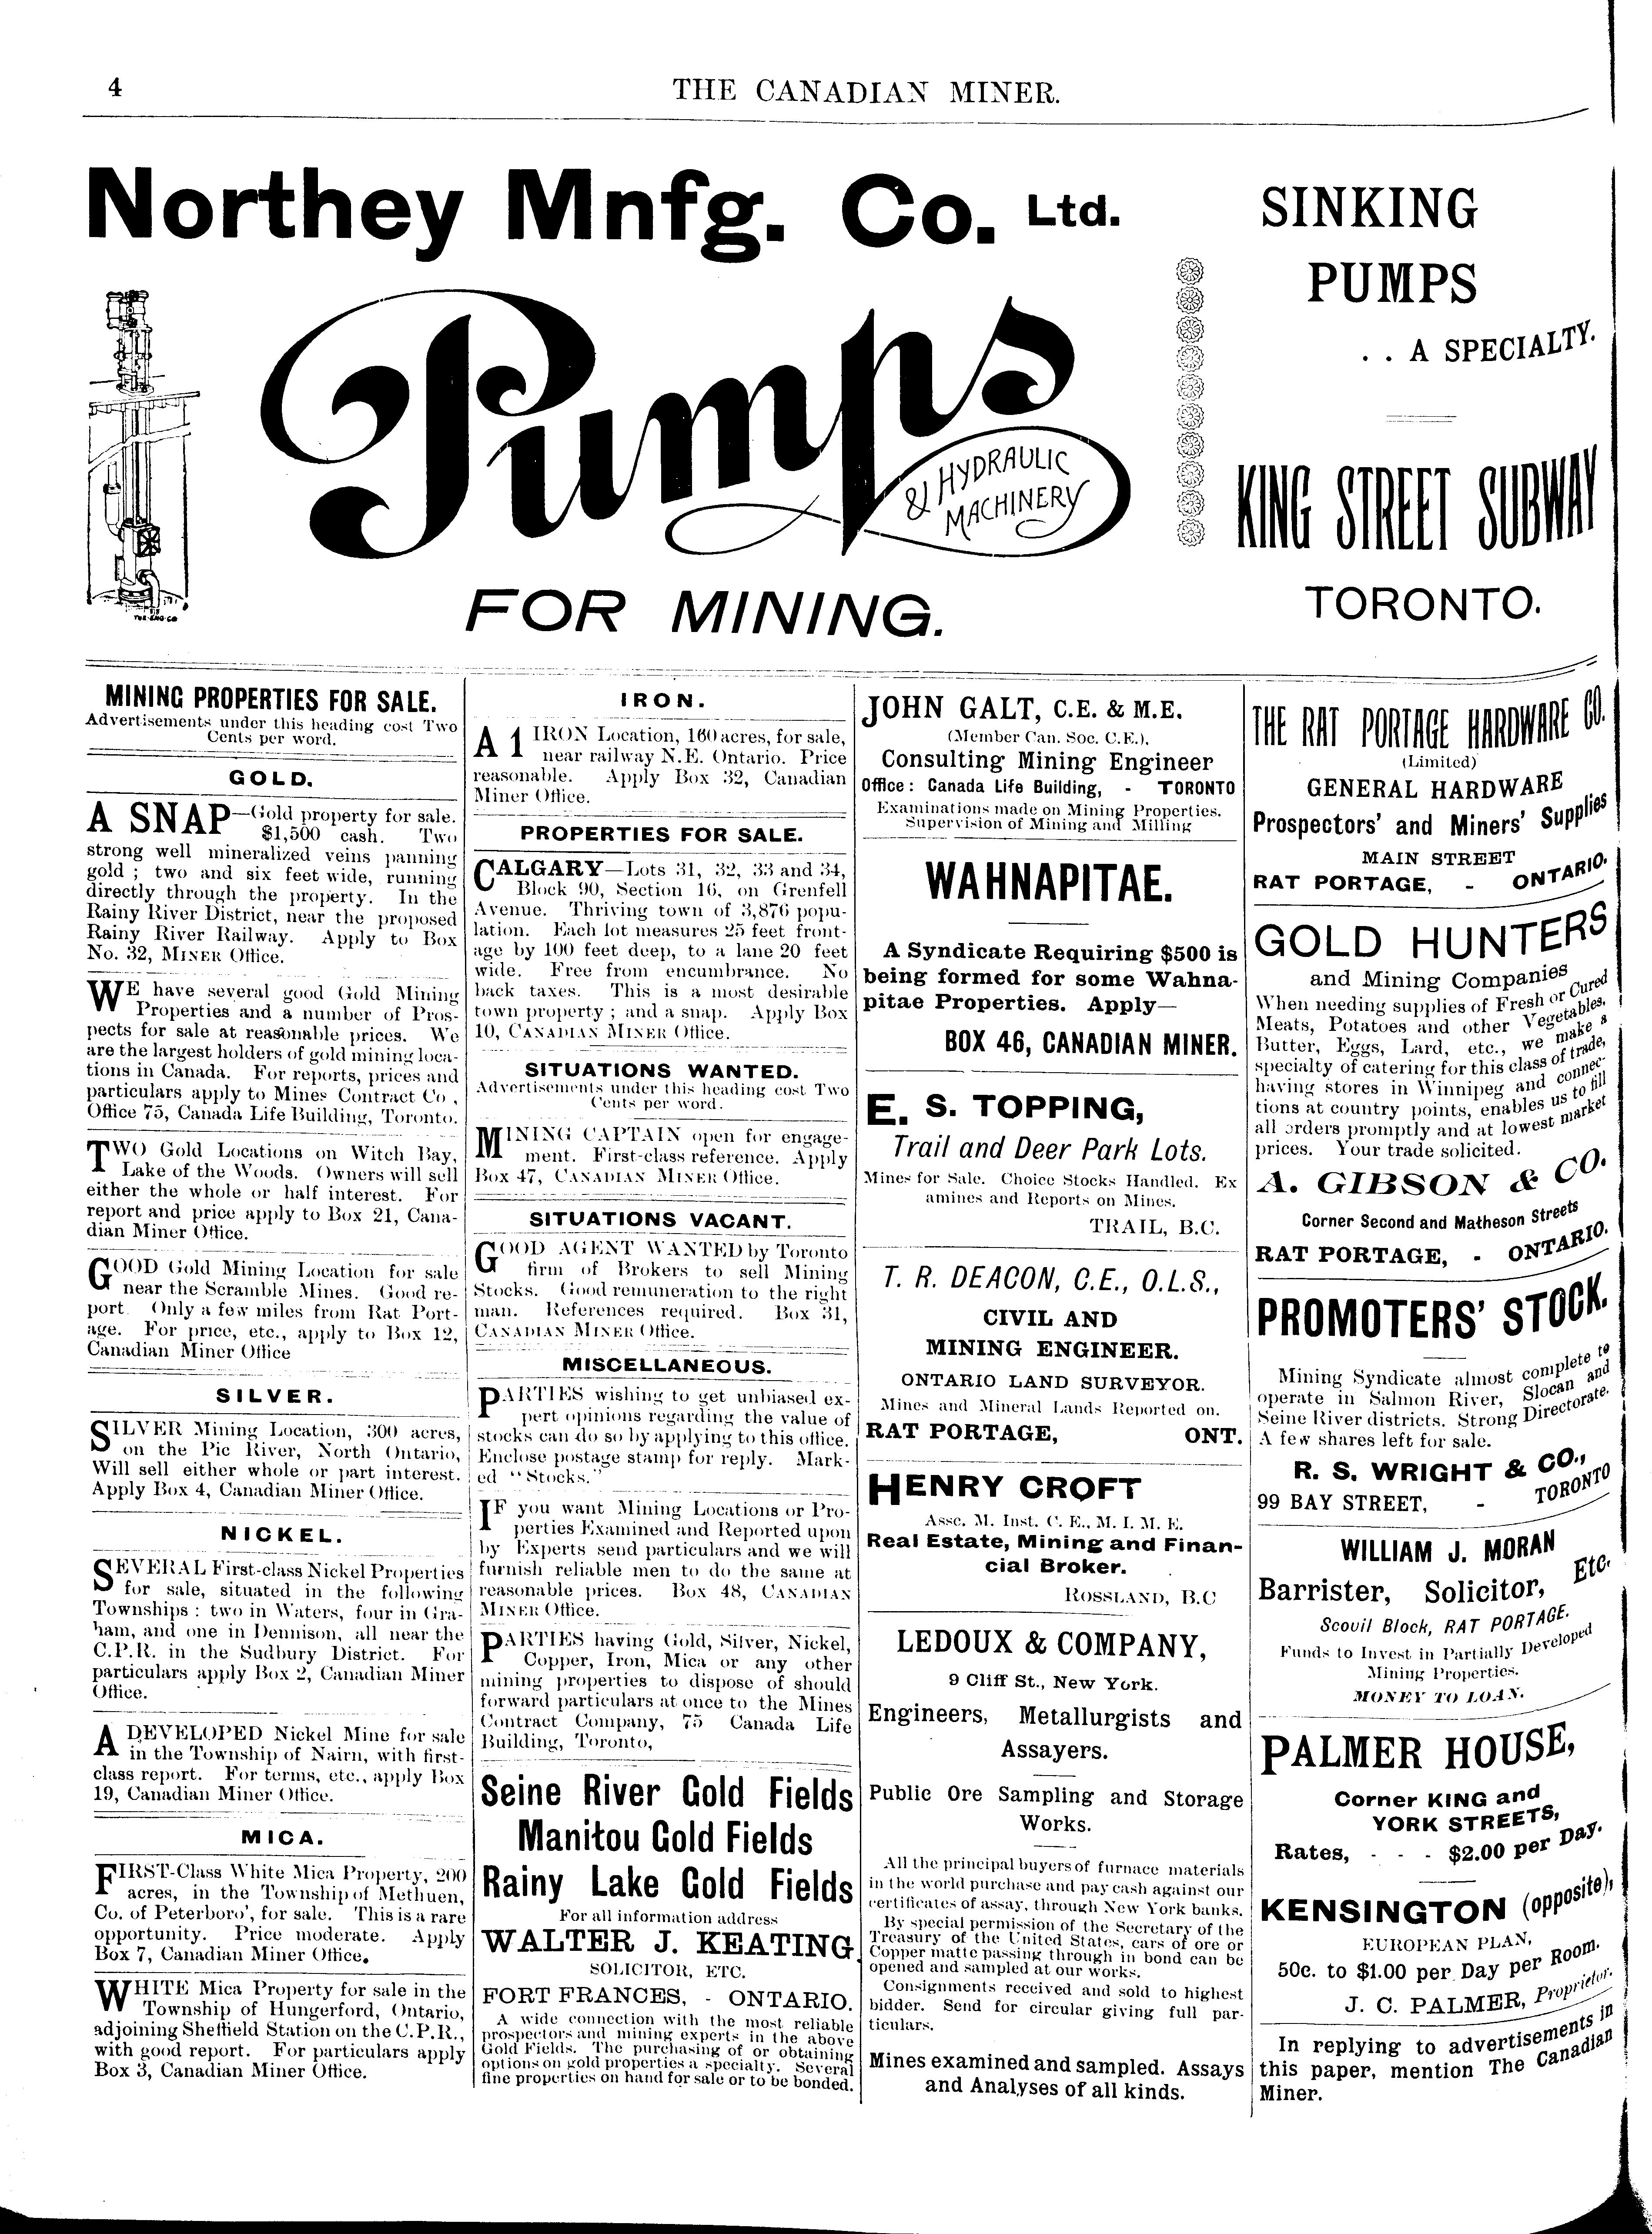 4
THE CANADIAN MINER.
Northey Mnfg. Co. Ltd.
Pumps
& HYDRAULIC
MACHINERY
FOR MINING.
THE·ENG·CO
SINKING
PUMPS
. . A SPECIALTY.
KING STREET SUBWAY
TORONTO.
MINING PROPERTIES FOR SALE.
Advertisements under this heading cost Two
Cents per word.
GOLD.
A SNAP—Gold property for sale.
$1,500 cash. Two
strong well mineralized veins panning
gold ; two and six feet wide, running
directly through the property. In the
Rainy River District, near the proposed
Rainy River Railway. Apply to Box
No. 32, MINER Office.
WE have several good Gold Mining
Properties and a number of Pros-
pects for sale at reasonable prices. We
are the largest holders of gold mining loca-
tions in Canada. For reports, prices and
particulars apply to Mines Contract Co ,
Office 75, Canada Life Building, Toronto.
TWO Gold Locations on Witch Bay,
Lake of the Woods. Owners will sell
either the whole or half interest. For
report and price apply to Box 21, Cana-
dian Miner Office.
GOOD Gold Mining Location for sale
near the Scramble Mines. Good re-
port Only a few miles from Rat Port-
age. For price, etc., apply to Box 12,
Canadian Miner Office
SILVER.
SILVER Mining Location, 300 acres,
on the Pic River, North Ontario,
Will sell either whole or part interest.
Apply Box 4, Canadian Miner Office.
NICKEL.
SEVERAL First-class Nickel Properties
for sale, situated in the following
Townships : two in Waters, four in Gra-
ham, and one in Dennison, all near the
C.P.R. in the Sudbury District. For
particulars apply Box 2, Canadian Miner
Office.
A DEVELOPED Nickel Mine for sale
in the Township of Nairn, with first-
class report. For terms, etc., apply Box
19, Canadian Miner Office.
MICA.
FIRST-Class White Mica Property, 200
acres, in the Township of Methuen,
Co. of Peterboro', for sale. This is a rare
opportunity. Price moderate. Apply
Box 7, Canadian Miner Office.
WHITE Mica Property for sale in the
Township of Hungerford, Ontario,
adjoining Sheffield Station on the C.P.R.,
with good report. For particulars apply
Box 3, Canadian Miner Office.
IRON.
A 1 IRON Location, 160 acres, for sale,
near railway N.E. Ontario. Price
reasonable. Apply Box 32, Canadian
Miner Office.
PROPERTIES FOR SALE.
CALGARY—Lots 31, 32, 33 and 34,
Block 90, Section 16, on Grenfell
Avenue. Thriving town of 3,876 popu-
lation. Each lot measures 25 feet front-
age by 100 feet deep, to a lane 20 feet
wide. Free from encumbrance. No
back taxes. This is a most desirable
town property ; and a snap. Apply Box
10, CANADIAN MINER Office.
SITUATIONS WANTED.
Advertisements under this heading cost Two
Cents per word.
MINING CAPTAIN open for engage-
ment. First-class reference. Apply
Box 47, CANADIAN MINER Office.
SITUATIONS VACANT.
GOOD AGENT WANTED by Toronto
firm of Brokers to sell Mining
Stocks. Good remuneration to the right
man. References required. Box 31,
CANADIAN MINER Office.
MISCELLANEOUS.
PARTIES wishing to get unbiased ex-
pert opinions regarding the value of
stocks can do so by applying to this office.
Enclose postage stamp for reply. Mark-
ed "Stocks."
IF you want Mining Locations or Pro-
perties Examined and Reported upon
by Experts send particulars and we will
furnish reliable men to do the same at
reasonable prices. Box 48, CANADIAN
MINER Office.
PARTIES having Gold, Silver, Nickel,
Copper, Iron, Mica or any other
mining properties to dispose of should
forward particulars at once to the Mines
Contract Company, 75 Canada Life
Building, Toronto,
Seine River Gold Fields
Manitou Gold Fields
Rainy Lake Gold Fields
For all information address
WALTER J. KEATING
SOLICITOR, ETC.
FORT FRANCES, - ONTARIO.
A wide connection with the most reliable
prospectors and mining experts in the above
Gold Fields. The purchasing of or obtaining
options on gold properties a specialty. Several
fine properties on hand for sale or to be bonded.
JOHN GALT, C.E. & M.E.
(Member Can. Soc. C.E.),
Consulting Mining Engineer
Office: Canada Life Building, - TORONTO
Examinations made on Mining Properties.
Supervision of Mining and Milling
WAHNAPITAE.
A Syndicate Requiring $500 is
being formed for some Wahna-
pitae Properties. Apply—
BOX 46, CANADIAN MINER.
E. S. TOPPING,
Trail and Deer Park Lots.
Mines for Sale. Choice Stocks Handled. Ex
amines and Reports on Mines.
TRAIL, B.C.
T. R. DEACON, C.E., O.L.S.,
CIVIL AND
MINING ENGINEER.
ONTARIO LAND SURVEYOR.
Mines and Mineral Lands Reported on.
RAT PORTAGE, ONT.
HENRY CROFT
Assc. M. Inst. C. E., M. I. M. E.
Real Estate, Mining and Finan-
cial Broker.
ROSSLAND, B.C
LEDOUX & COMPANY,
9 Cliff St., New York.
Engineers, Metallurgists and
Assayers.
Public Ore Sampling and Storage
Works.
All the principal buyers of furnace materials
in the world purchase and pay cash against our
certificates of assay, through New York banks.
By special permission of the Secretary of the
Treasury of the United States, cars of ore or
Copper matte passing through in bond can be
opened and sampled at our works.
Consignments received and sold to highest
bidder. Send for circular giving full par-
ticulars.
Mines examined and sampled. Assays
and Analyses of all kinds.
THE RAT PORTAGE HARDWARE CO.
(Limited)
GENERAL HARDWARE
Prospectors' and Miners' Supplies
MAIN STREET
RAT PORTAGE, - ONTARIO.
GOLD HUNTERS
and Mining Companies
When needing supplies of Fresh or Cured
Meats, Potatoes and other Vegetables,
Butter, Eggs, Lard, etc., we make a
specialty of catering for this class of trade,
having stores in Winnipeg and connec-
tions at country points, enables us to fill
all orders promptly and at lowest market
prices. Your trade solicited.
A. GIBSON & CO.
Corner Second and Matheson Streets
RAT PORTAGE, - ONTARIO.
PROMOTERS' STOCK.
Mining Syndicate almost complete to
operate in Salmon River, Slocan and
Seine River districts. Strong Directorate.
A few shares left for sale.
R. S. WRIGHT & CO.,
99 BAY STREET, - TORONTO
WILLIAM J. MORAN
Barrister, Solicitor, Etc.
Scovil Block, RAT PORTAGE.
Funds to Invest in Partially Developed
Mining Properties.
MONEY TO LOAN.
PALMER HOUSE,
Corner KING and
YORK STREETS,
Rates, - - - $2.00 per Day.
KENSINGTON (opposite),
EUROPEAN PLAN,
50c. to $1.00 per Day per Room.
J. C. PALMER, Proprietor.
In replying to advertisements in
this paper, mention The Canadian
Miner.